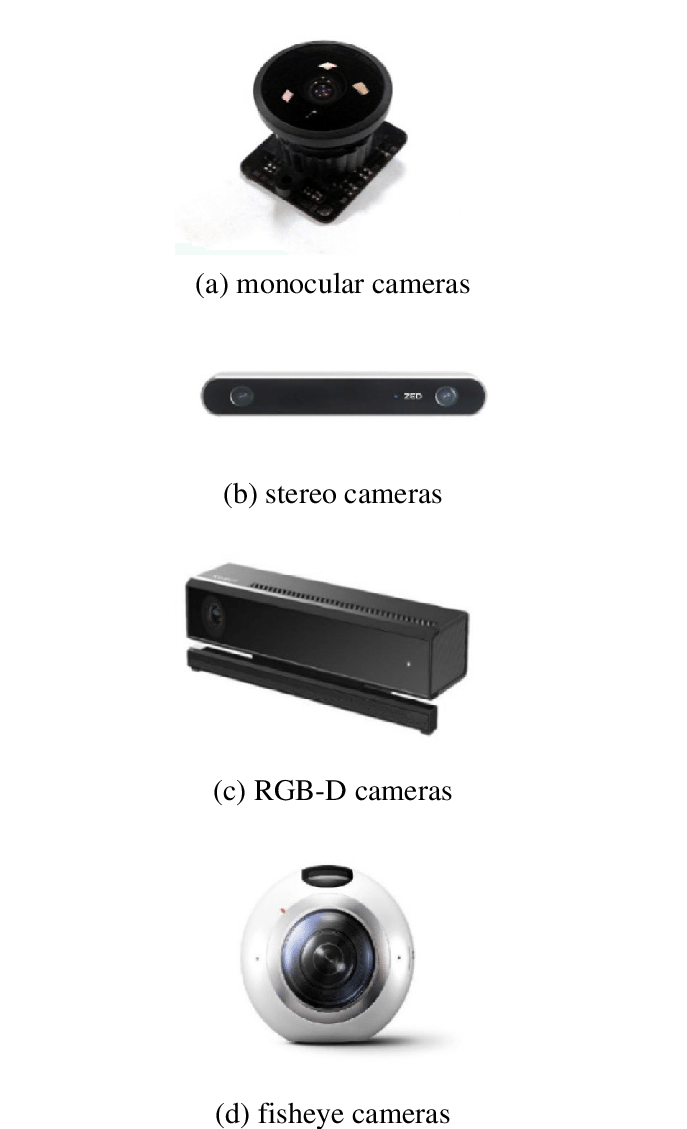 (a) monocular cameras
ZED
(b) stereo cameras
(c) RGB-D cameras
(d) fisheye cameras